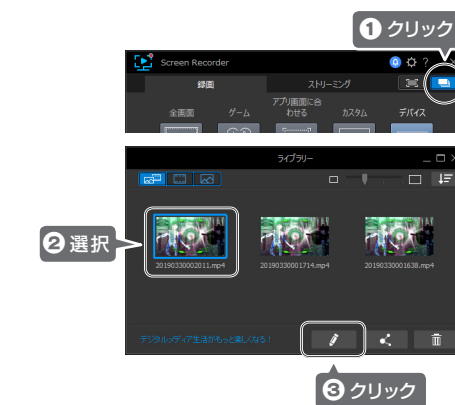 ❶ クリック
Screen Recorder
?
録画 ストリーミング
全画面 ゲーム アプリ画面に合わせる カスタム デバイス
ライブラリー
❷ 選択
20190330002011.mp4 20190330001714.mp4 20190330001638.mp4
デジタルメディア生活がもっと楽しくなる！
❸ クリック